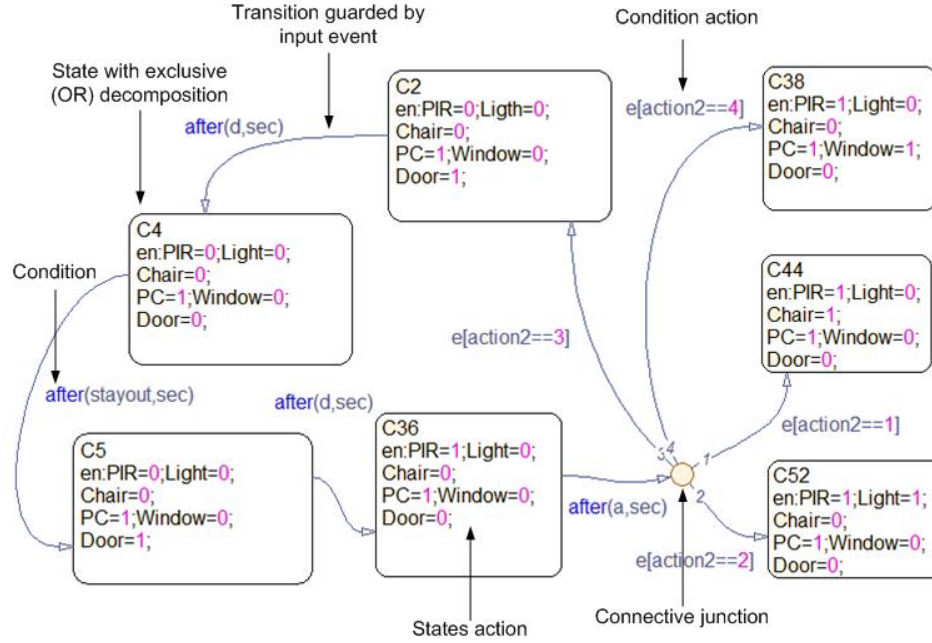 Transition guarded by
input event
Condition action
State with exclusive
(OR) decomposition
after(d,sec)
C2
en:PIR=0;Ligth=0;
Chair=0;
PC=1;Window=0;
Door=1;
e[action2==4]
C38
en:PIR=1;Light=0;
Chair=0;
PC=1;Window=1;
Door=0;
C4
en:PIR=0;Light=0;
Chair=0;
PC=1;Window=0;
Door=0;
Condition
after(stayout,sec)
e[action2==3]
C44
en:PIR=1;Light=0;
Chair=1;
PC=1;Window=0;
Door=0;
e[action2==1]
after(d,sec)
C5
en:PIR=0;Light=0;
Chair=0;
PC=1;Window=0;
Door=1;
C36
en:PIR=1;Light=0;
Chair=0;
PC=1;Window=0;
Door=0;
after(a,sec)
3
4
1
2
C52
en:PIR=1;Light=1;
Chair=0;
PC=1;Window=0;
Door=0;
e[action2==2]
States action
Connective junction